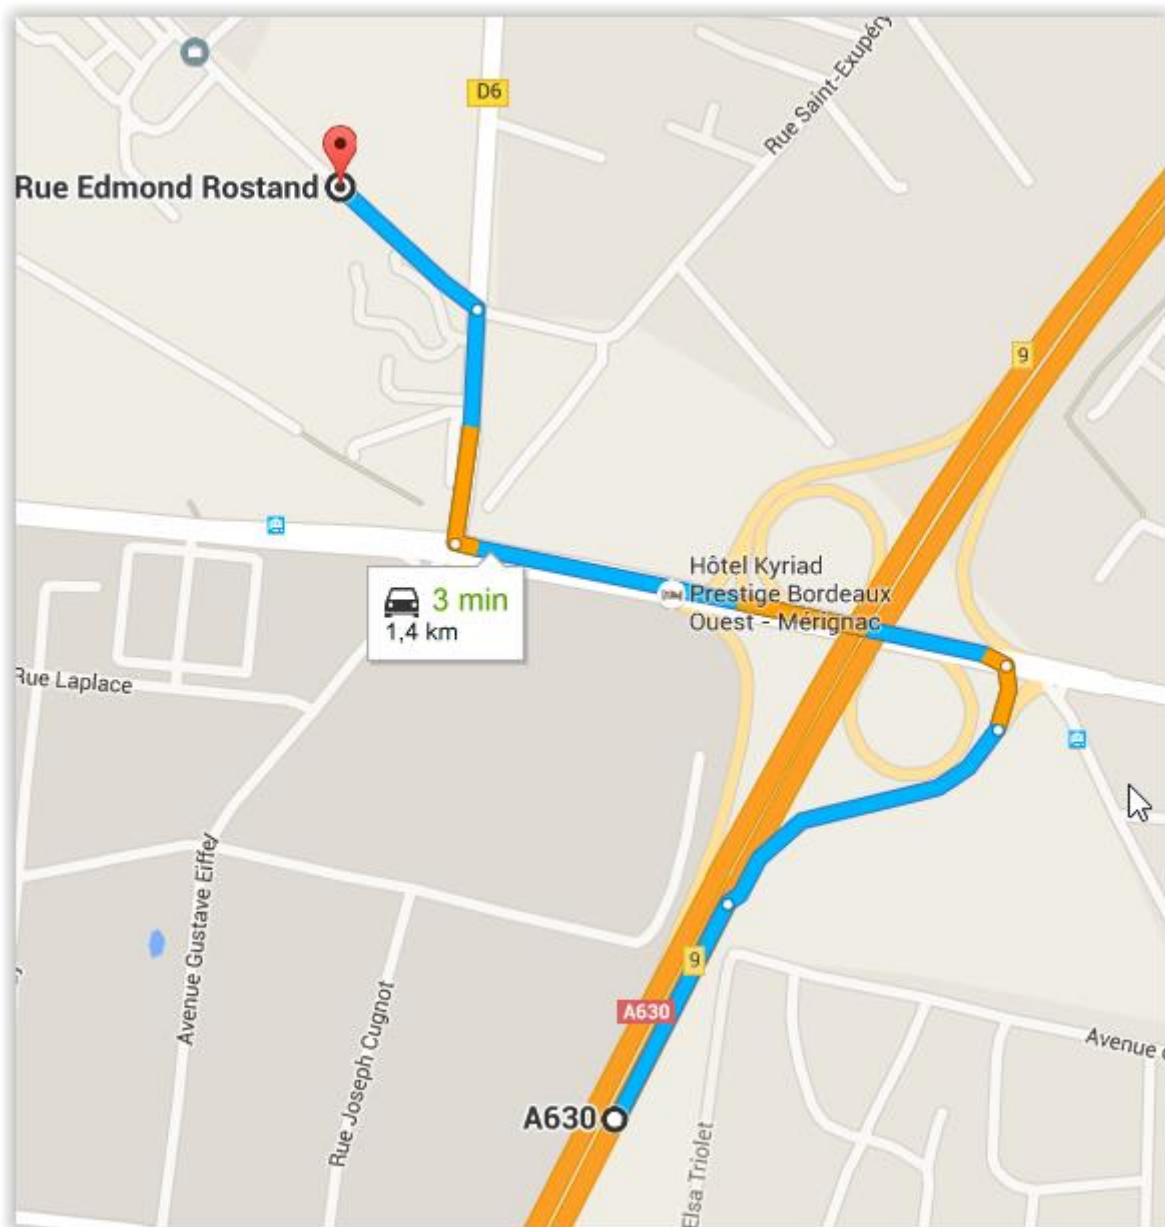 D6
Rue Saint-Exupéry
Rue Edmond Rostand
9
Hôtel Kyriad
Prestige Bordeaux
Ouest - Mérignac
3 min
1,4 km
Rue Laplace
Avenue Gustave Eiffel
9
A630
Rue Joseph Cugnot
Avenue
A630
Elsa Triolet